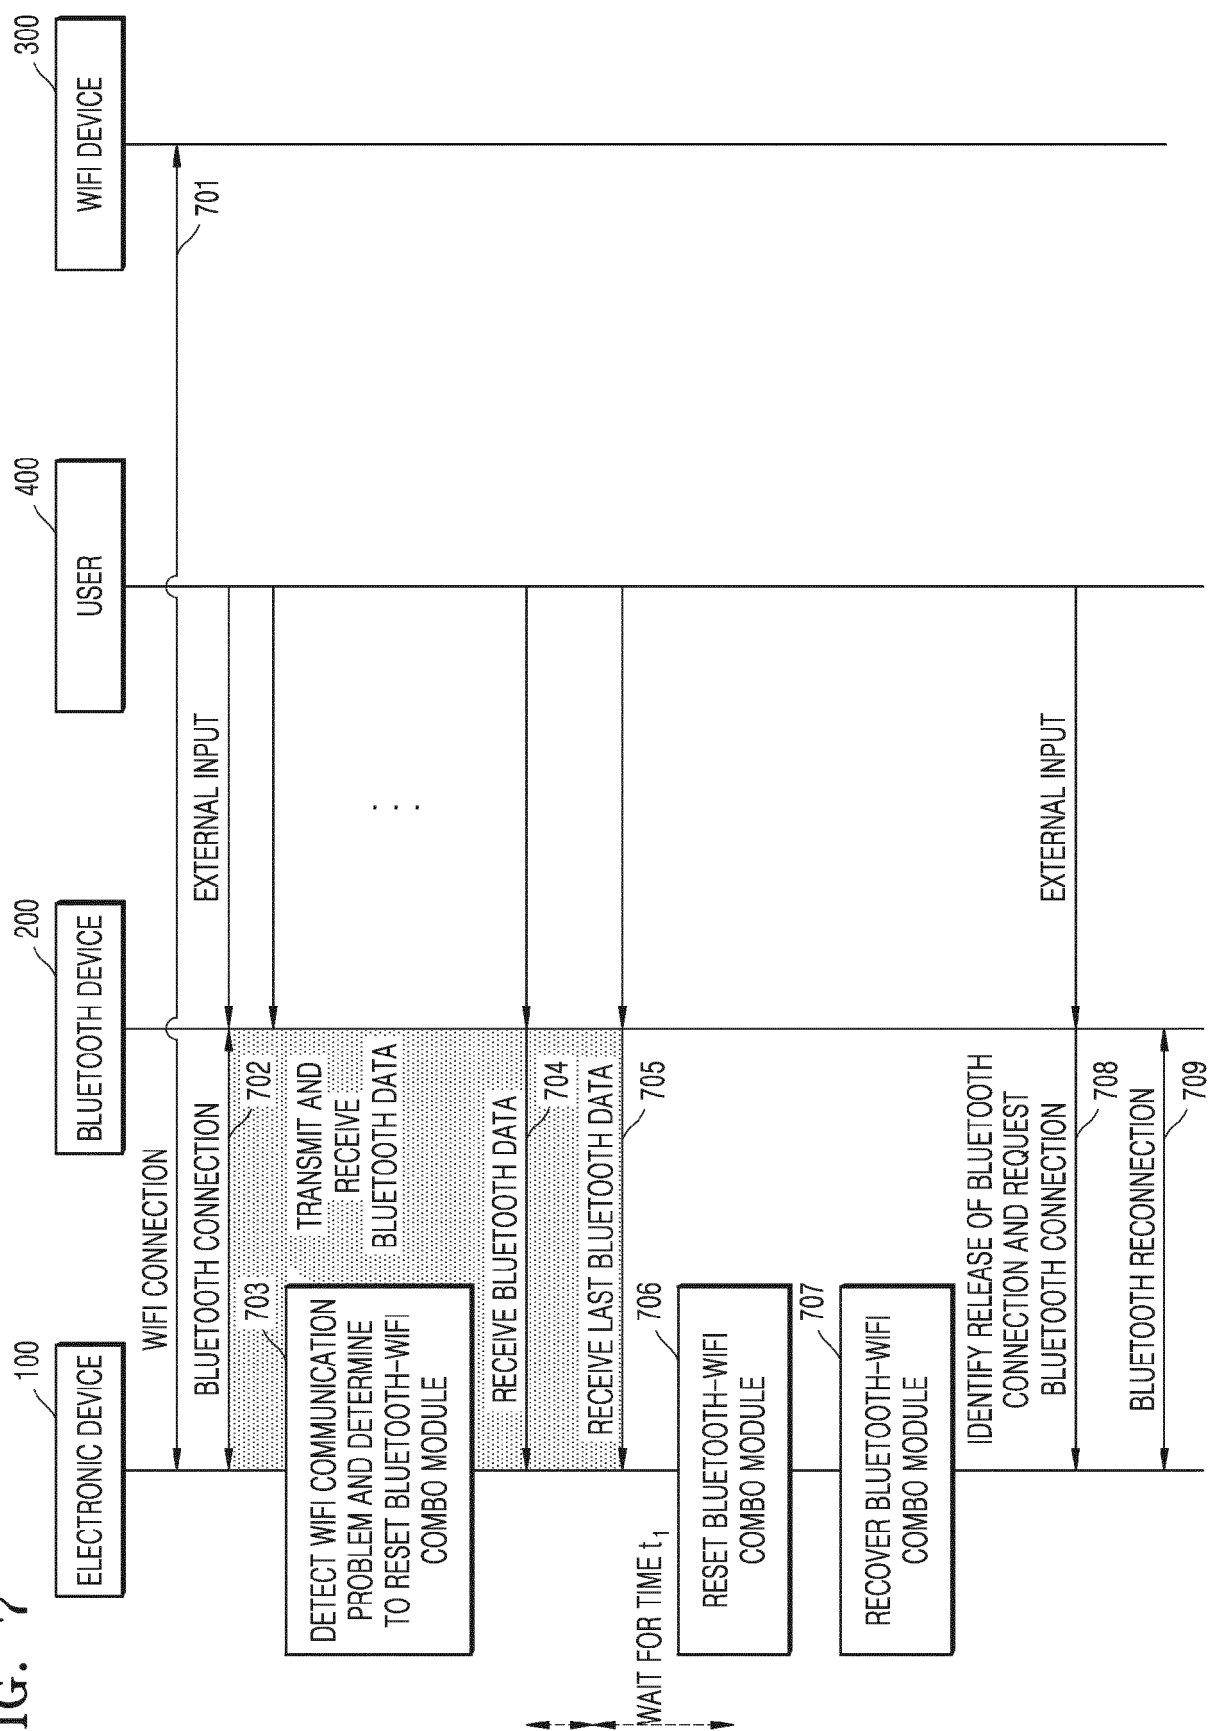 FIG. 7
100
ELECTRONIC DEVICE
200
BLUETOOTH DEVICE
400
USER
300
WIFI DEVICE
WIFI CONNECTION
701
BLUETOOTH CONNECTION
702
EXTERNAL INPUT
703
DETECT WIFI COMMUNICATION
PROBLEM AND DETERMINE
TO RESET BLUETOOTH-WIFI
COMBO MODULE
TRANSMIT AND
RECEIVE
BLUETOOTH DATA
. . .
RECEIVE BLUETOOTH DATA
704
RECEIVE LAST BLUETOOTH DATA
705
WAIT FOR TIME t1
706
RESET BLUETOOTH-WIFI
COMBO MODULE
707
RECOVER BLUETOOTH-WIFI
COMBO MODULE
IDENTIFY RELEASE OF BLUETOOTH
CONNECTION AND REQUEST
BLUETOOTH CONNECTION
708
EXTERNAL INPUT
BLUETOOTH RECONNECTION
709